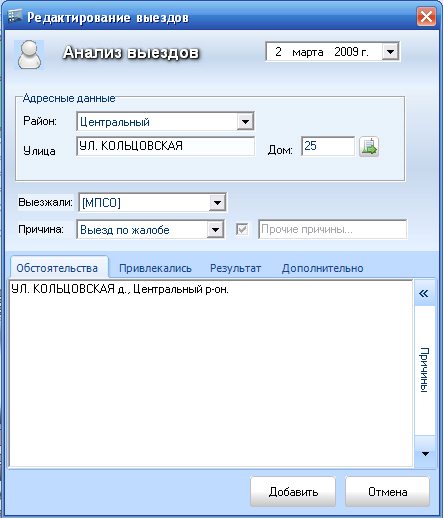 Редактирование выездов
Анализ выездов
2 марта 2009 г.
Адресные данные
Район: Центральный
Улица УЛ. КОЛЬЦОВСКАЯ Дом: 25
Выезжали: [МПСО]
Причина: Выезд по жалобе Прочие причины...
Обстоятельства Привлекались Результат Дополнительно
УЛ. КОЛЬЦОВСКАЯ д., Центральный р-он.
Причины
Добавить Отмена